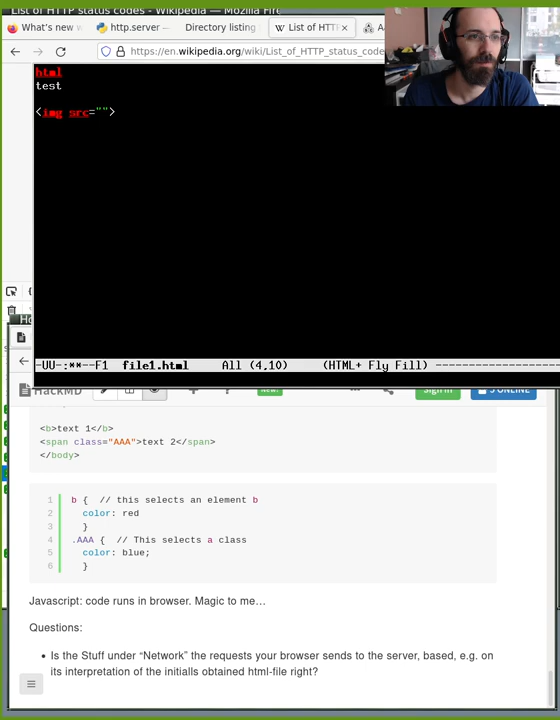 List of HTTP status codes - Wikipedia — Mozilla Fire
What's new
http.server —
Directory listing
List of HTTP st
https://en.wikipedia.org/wiki/List_of_HTTP_status_code
html
test
<img src="">
-UU-:**--F1 file1.html All (4,10) (HTML+ Fly Fill) ----------------
HackMD
NEW!
Sign In
5 ONLINE
<b>text 1</b>
<span class="AAA">text 2</span>
</body>
1 b { // this selects an element b
2 color: red
3 }
4 .AAA { // This selects a class
5 color: blue;
6 }
Javascript: code runs in browser. Magic to me…
Questions:
• Is the Stuff under “Network” the requests your browser sends to the server, based, e.g. on
its interpretation of the initialls obtained html-file right?